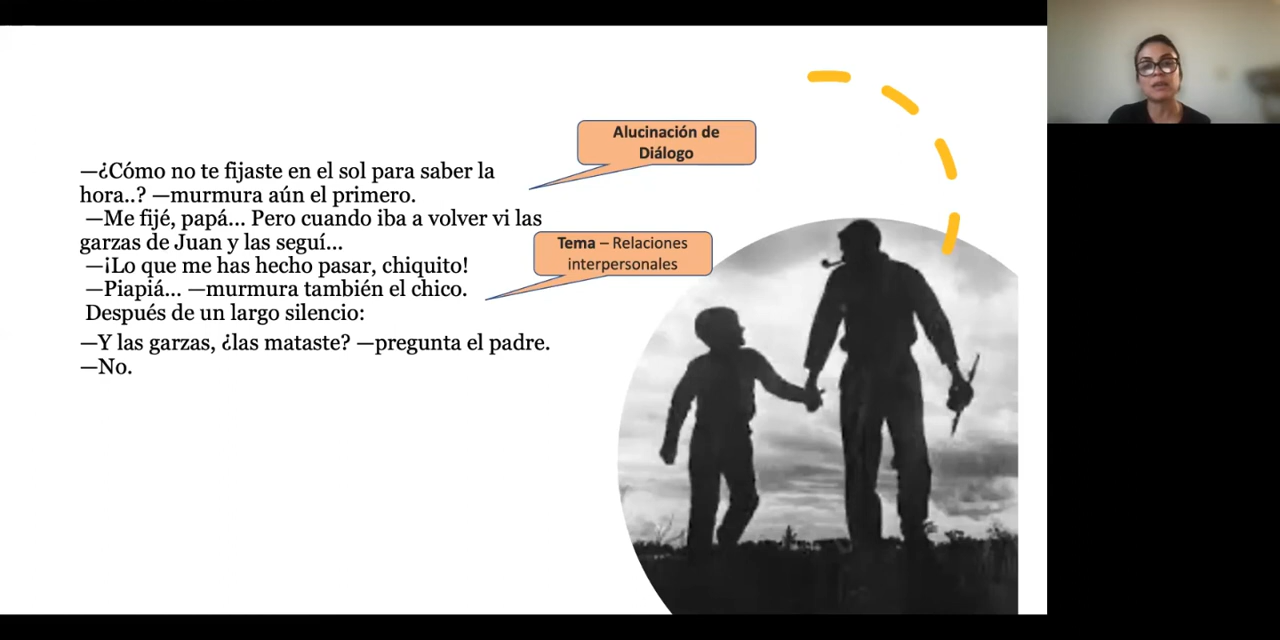 Alucinación de
Diálogo
—¿Cómo no te fijaste en el sol para saber la
hora..? —murmura aún el primero.
—Me fijé, papá... Pero cuando iba a volver vi las
garzas de Juan y las seguí...
Tema – Relaciones
interpersonales
—¡Lo que me has hecho pasar, chiquito!
—Piapiá... —murmura también el chico.
Después de un largo silencio:
—Y las garzas, ¿las mataste? —pregunta el padre.
—No.